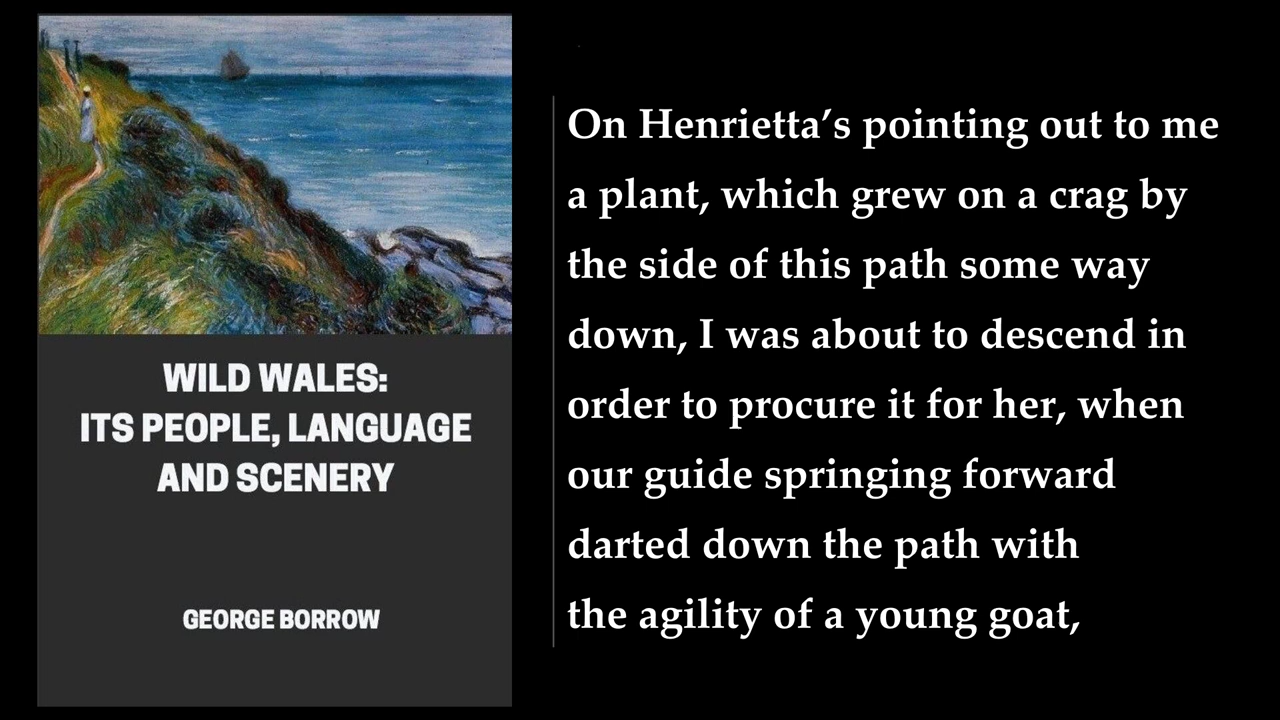 WILD WALES:
ITS PEOPLE, LANGUAGE
AND SCENERY
GEORGE BORROW
On Henrietta’s pointing out to me
a plant, which grew on a crag by
the side of this path some way
down, I was about to descend in
order to procure it for her, when
our guide springing forward
darted down the path with
the agility of a young goat,